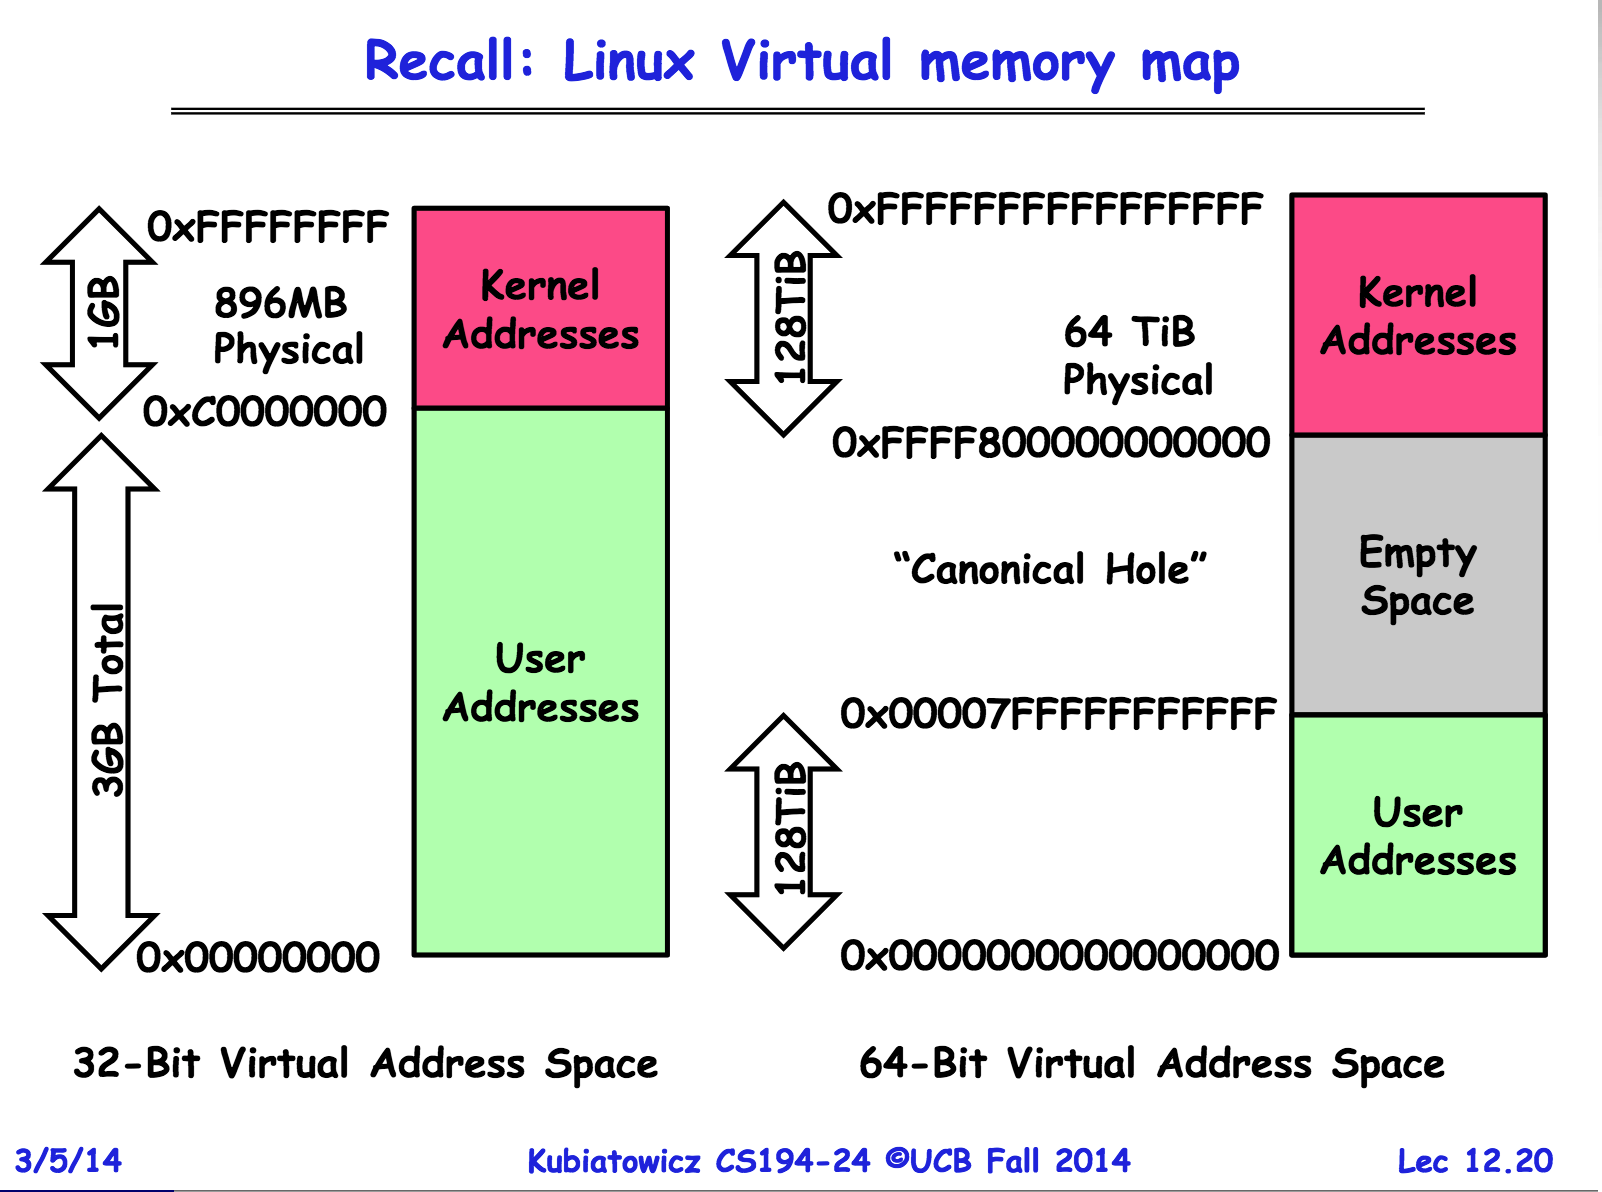 Recall: Linux Virtual memory map
0xFFFFFFFF
1GB
896MB
Physical
Kernel
Addresses
0xC0000000
3GB Total
User
Addresses
0x00000000
32-Bit Virtual Address Space
0xFFFFFFFFFFFFFFFF
128TiB
64 TiB
Physical
Kernel
Addresses
0xFFFF800000000000
“Canonical Hole”
Empty
Space
0x00007FFFFFFFFFFF
128TiB
User
Addresses
0x0000000000000000
64-Bit Virtual Address Space
3/5/14
Kubiatowicz CS194-24 ©UCB Fall 2014
Lec 12.20